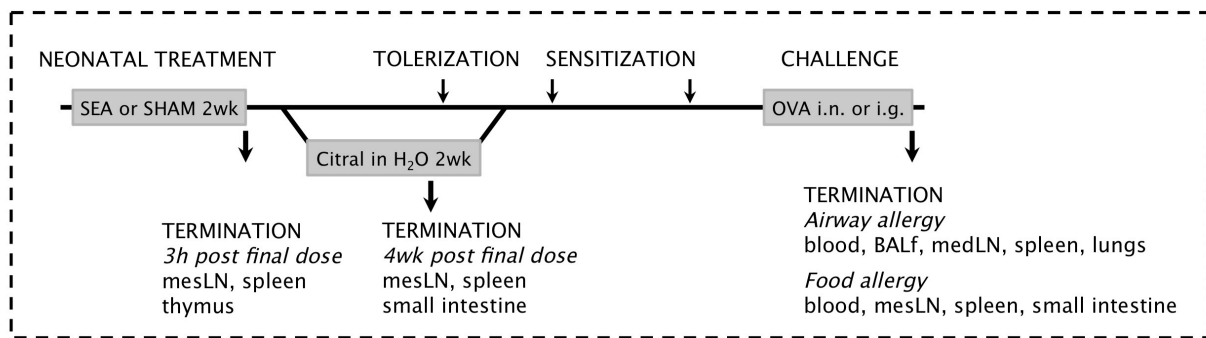 NEONATAL TREATMENT
TOLERIZATION
SENSITIZATION
CHALLENGE
SEA or SHAM 2wk
OVA i.n. or i.g.
Citral in H₂O 2wk
TERMINATION
3h post final dose
mesLN, spleen
thymus
TERMINATION
4wk post final dose
mesLN, spleen
small intestine
TERMINATION
Airway allergy
blood, BALf, medLN, spleen, lungs
Food allergy
blood, mesLN, spleen, small intestine